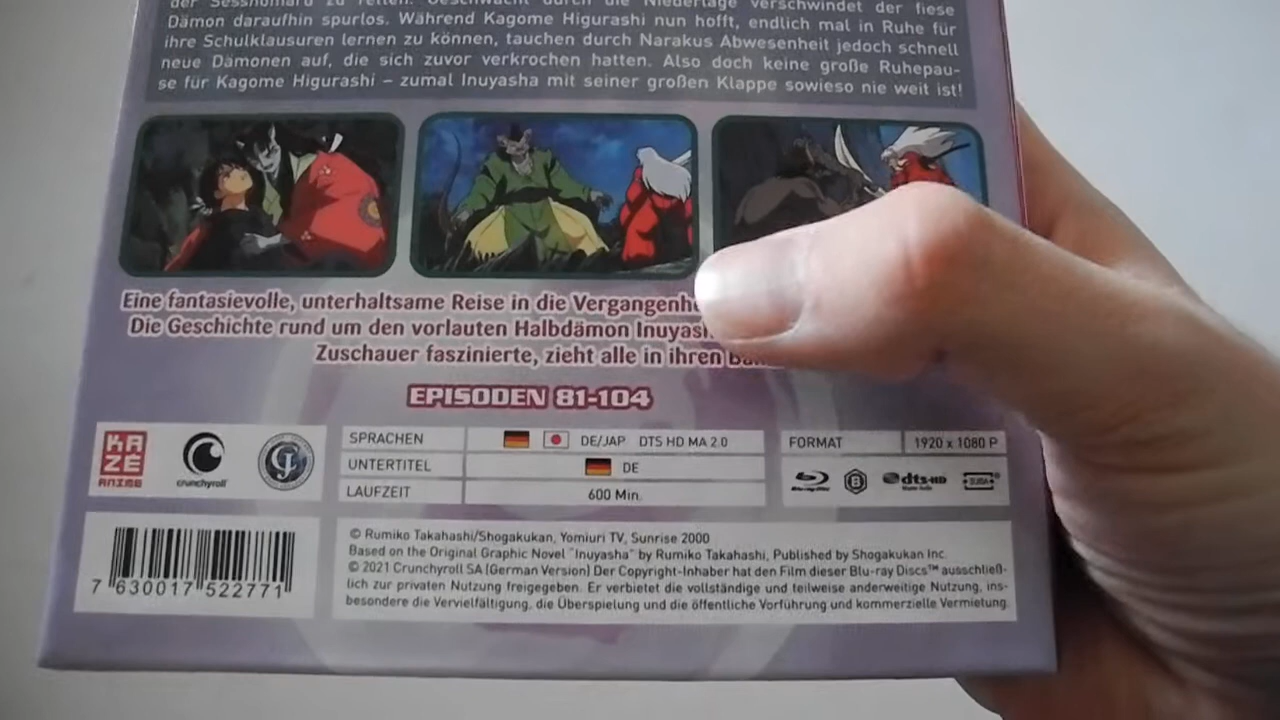 der Sesshomaru zu retten. Geschwächt durch die Niederlage verschwindet der fiese
Dämon daraufhin spurlos. Während Kagome Higurashi nun hofft, endlich mal in Ruhe für
ihre Schulklausuren lernen zu können, tauchen durch Narakus Abwesenheit jedoch schnell
neue Dämonen auf, die sich zuvor verkrochen hatten. Also doch keine große Ruhepau-
se für Kagome Higurashi – zumal Inuyasha mit seiner großen Klappe sowieso nie weit ist!
Eine fantasievolle, unterhaltsame Reise in die
Die Geschichte rund um den vorlauten Halbdämon
Zuschauer faszinierte, zieht alle in ihren
EPISODEN 81-104
KAZÉ
ANIME
crunchyroll
SPRACHEN DE/JAP DTS HD MA 2.0
UNTERTITEL DE
LAUFZEIT 600 Min.
FORMAT 1920 x 1080 P
Blu-ray Disc B dts-HD
7 630017 522771
© Rumiko Takahashi/Shogakukan, Yomiuri TV, Sunrise 2000
Based on the Original Graphic Novel "Inuyasha" by Rumiko Takahashi, Published by Shogakukan Inc.
© 2021 Crunchyroll SA (German Version) Der Copyright-Inhaber hat den Film dieser Blu-ray Discs™ ausschließ-
lich zur privaten Nutzung freigegeben. Er verbietet die vollständige und teilweise anderweitige Nutzung, ins-
besondere die Vervielfältigung, die Überspielung und die öffentliche Vorführung und kommerzielle Vermietung.